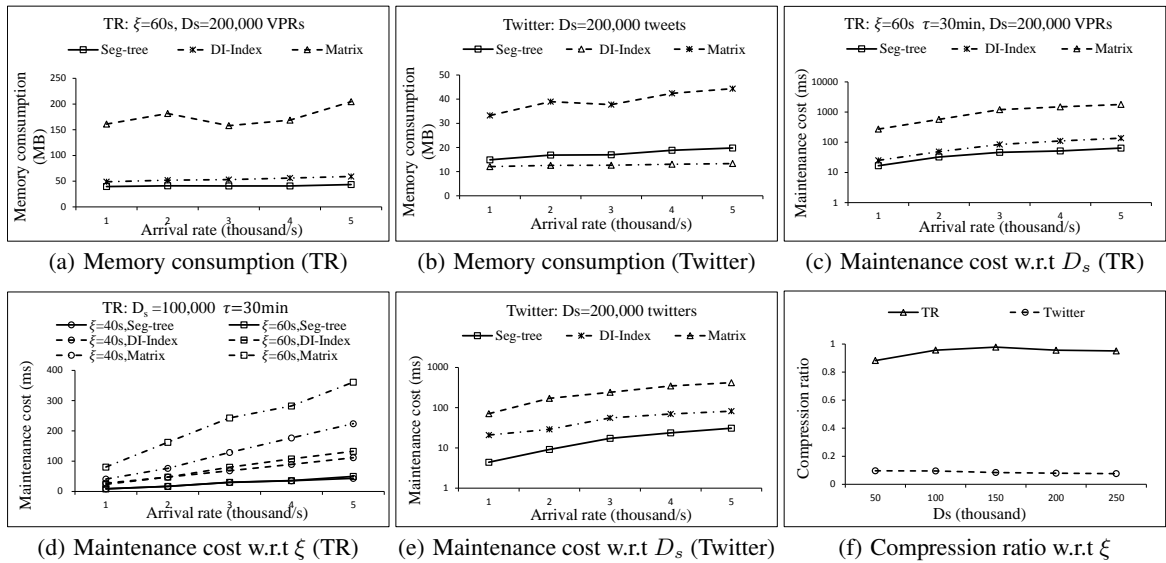 TR: ξ=60s, Ds=200,000 VPRs
Seg-tree DI-Index Matrix
Memory comsumption (MB)
250
200
150
100
50
0
1 2 3 4 5
Arrival rate (thousand/s)
(a) Memory consumption (TR)
Twitter: Ds=200,000 tweets
Seg-tree DI-Index Matrix
Memory consumption (MB)
50
40
30
20
10
0
1 2 3 4 5
Arrival rate (thousand/s)
(b) Memory consumption (Twitter)
TR: ξ=60s τ=30min, Ds=200,000 VPRs
Seg-tree DI-Index Matrix
Maintenance cost (ms)
10000
1000
100
10
1
1 2 3 4 5
Arrival rate (thousand/s)
(c) Maintenance cost w.r.t Ds (TR)
TR: Ds =100,000 τ=30min
ξ=40s,Seg-tree ξ=60s,Seg-tree
ξ=40s,DI-Index ξ=60s,DI-Index
ξ=40s,Matrix ξ=60s,Matrix
Maintenance cost (ms)
400
300
200
100
0
1 2 3 4 5
Arrival rate (thousand/s)
(d) Maintenance cost w.r.t ξ (TR)
Twitter: Ds=200,000 twitters
Seg-tree DI-Index Matrix
Maintenance cost (ms)
1000
100
10
1
1 2 3 4 5
Arrival rate (thousand/s)
(e) Maintenance cost w.r.t Ds (Twitter)
TR Twitter
Compression ratio
1
0.8
0.6
0.4
0.2
0
50 100 150 200 250
Ds (thousand)
(f) Compression ratio w.r.t ξ